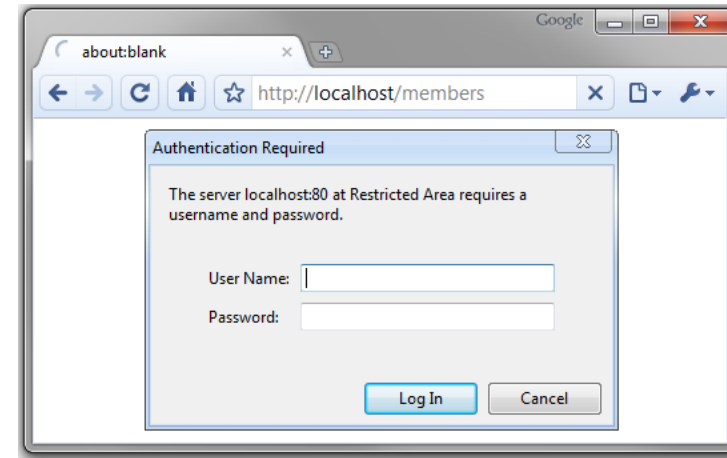 Google
about:blank
http://localhost/members
Authentication Required
The server localhost:80 at Restricted Area requires a
username and password.
User Name:
Password:
Log In
Cancel